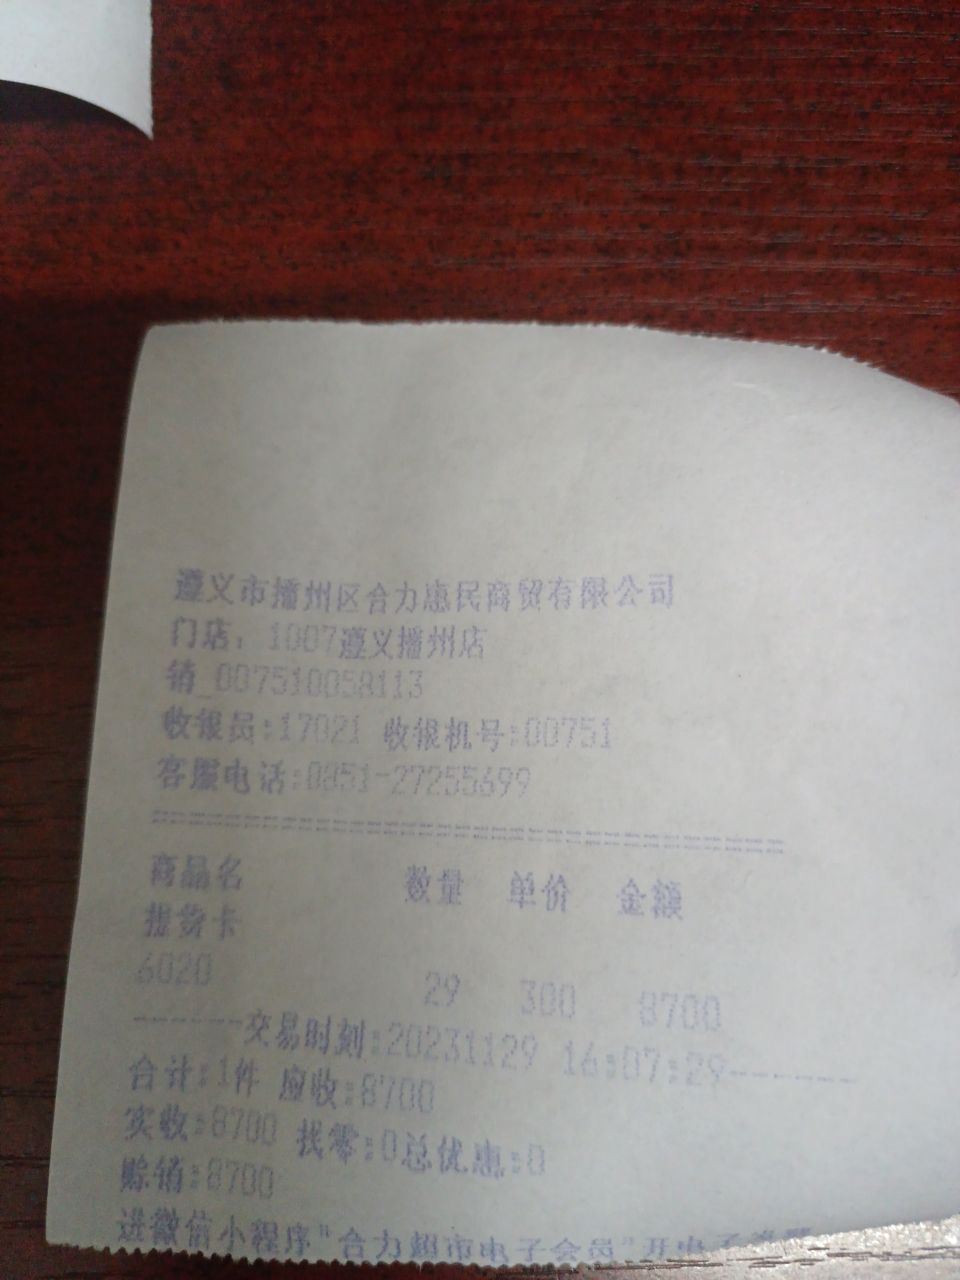 遵义市播州区合力惠民商贸有限公司
门店: 1007遵义播州店
销_007510058113
收银员:17021 收银机号:00751
客服电话:0851-27255699
商品名 数量 单价 金额
提货卡
6020
29 300 8700
------交易时刻:20231129 16:07:29------
合计:1件 应收:8700
实收:8700 找零:0总优惠:0
赊销:8700
进微信小程序"合力超市电子会员"开电子